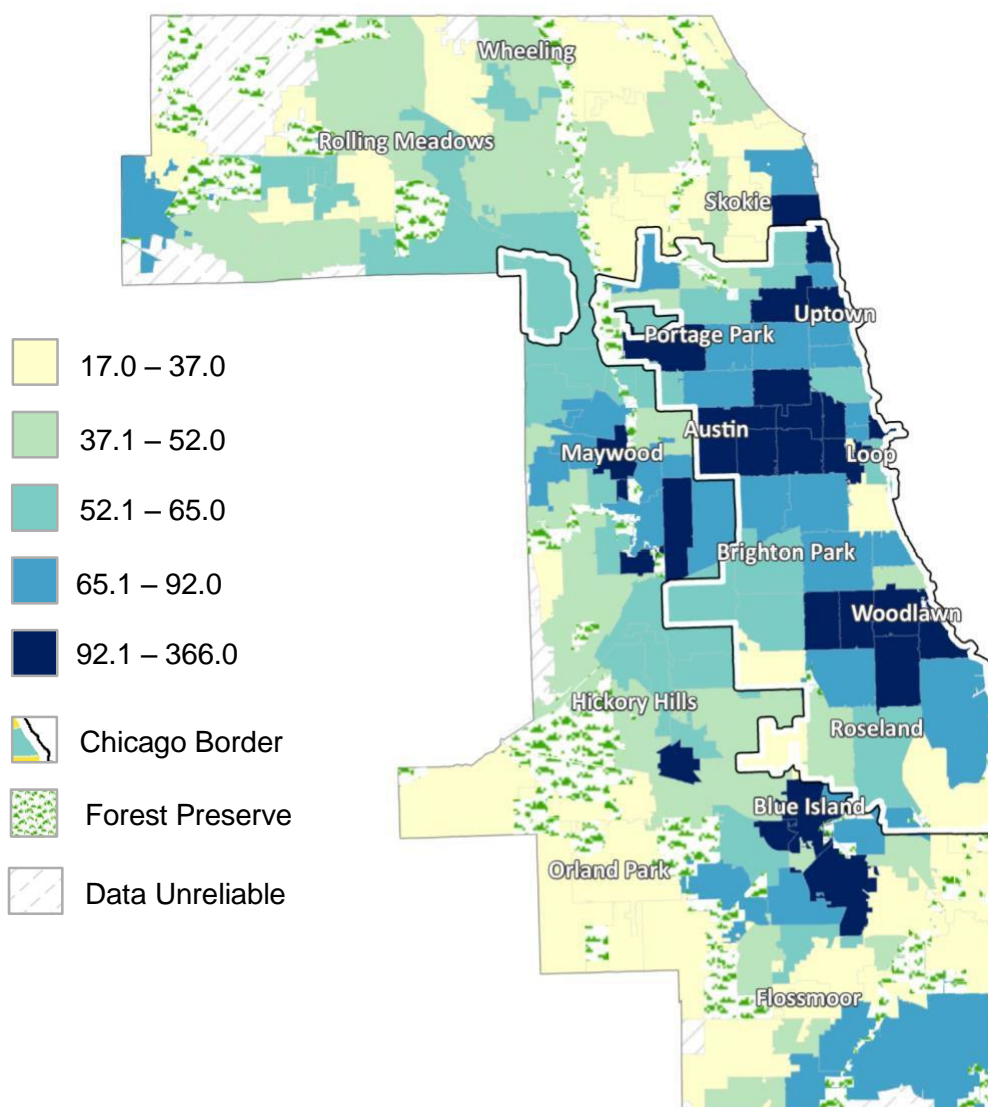 Wheeling
Rolling Meadows
Skokie
Uptown
Portage Park
17.0 – 37.0
37.1 – 52.0
Austin
Maywood
Loop
52.1 – 65.0
Brighton Park
65.1 – 92.0
Woodlawn
92.1 – 366.0
Hickory Hills
Roseland
Chicago Border
Blue Island
Forest Preserve
Orland Park
Data Unreliable
Flossmoor